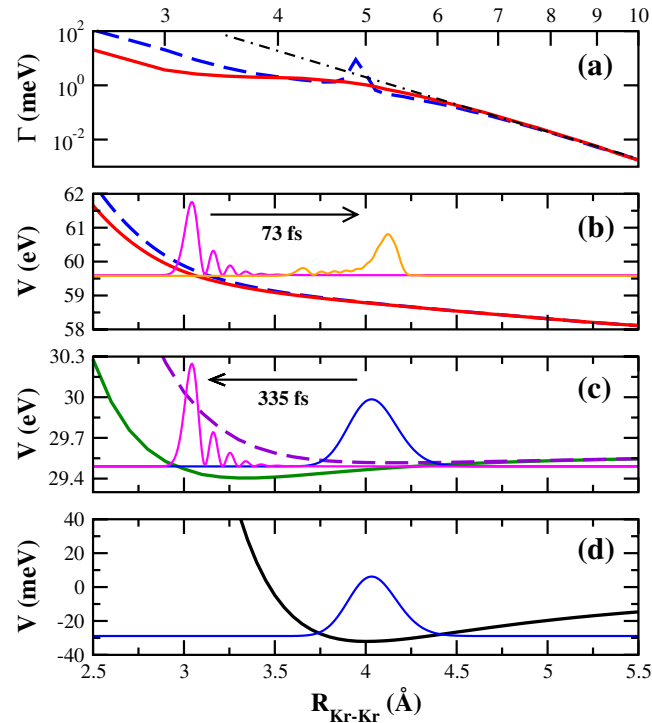 3 4 5 6 7 8 9 10
10²
10⁰
10⁻²
Γ (meV)
(a)
62
61
60
59
58
V (eV)
73 fs
(b)
30.3
30
29.7
29.4
V (eV)
335 fs
(c)
40
20
0
-20
-40
V (meV)
(d)
2.5 3 3.5 4 4.5 5 5.5
R_Kr-Kr (Å)